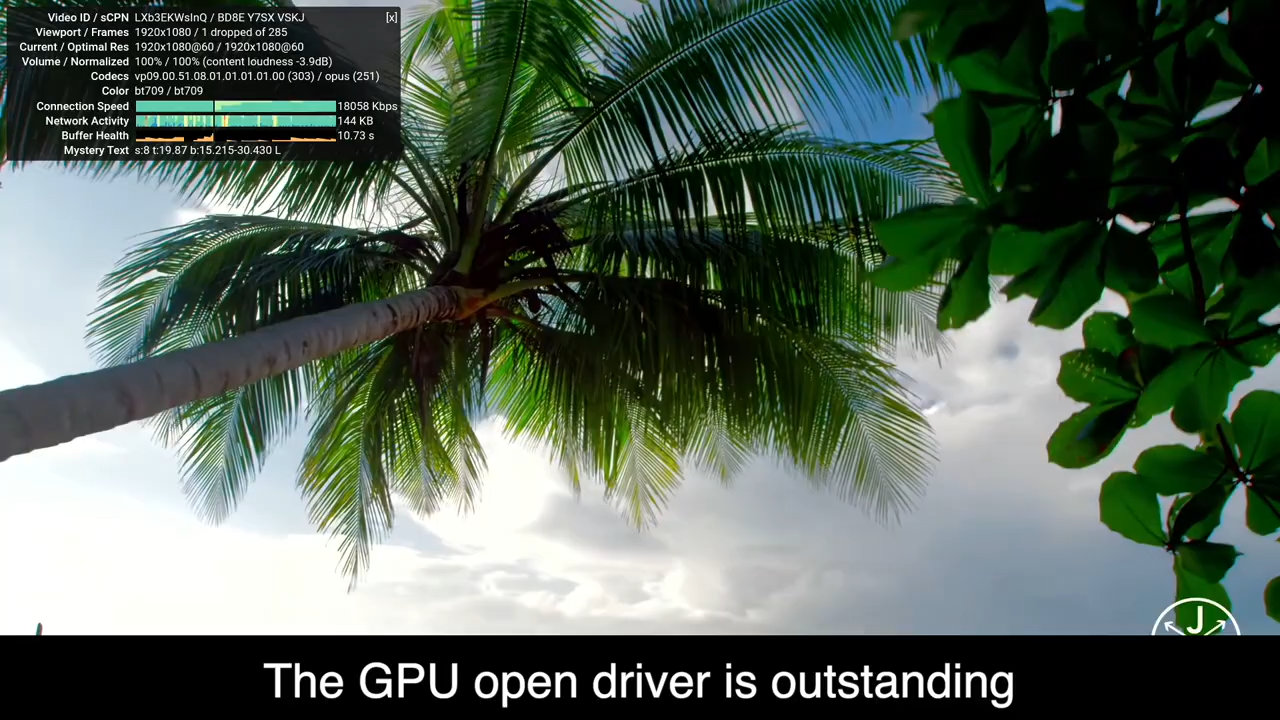 Video ID / sCPN LXb3EKWsInQ / BD8E Y7SX VSKJ [x]
Viewport / Frames 1920x1080 / 1 dropped of 285
Current / Optimal Res 1920x1080@60 / 1920x1080@60
Volume / Normalized 100% / 100% (content loudness -3.9dB)
Codecs vp09.00.51.08.01.01.01.01.00 (303) / opus (251)
Color bt709 / bt709
Connection Speed 18058 Kbps
Network Activity 144 KB
Buffer Health 10.73 s
Mystery Text s:8 t:19.87 b:15.215-30.430 L
J
The GPU open driver is outstanding